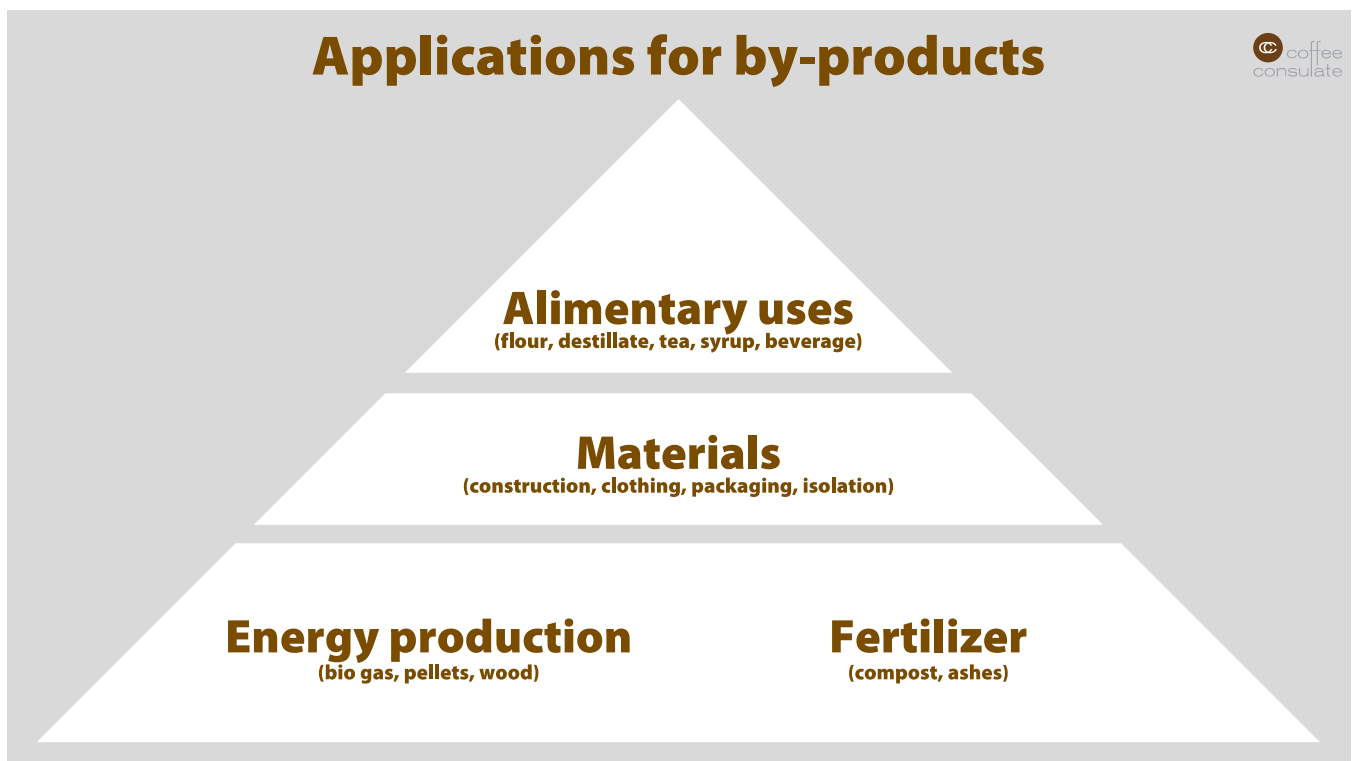 Applications for by-products
CC coffee
consulate
Alimentary uses
(flour, destillate, tea, syrup, beverage)
Materials
(construction, clothing, packaging, isolation)
Energy production
(bio gas, pellets, wood)
Fertilizer
(compost, ashes)